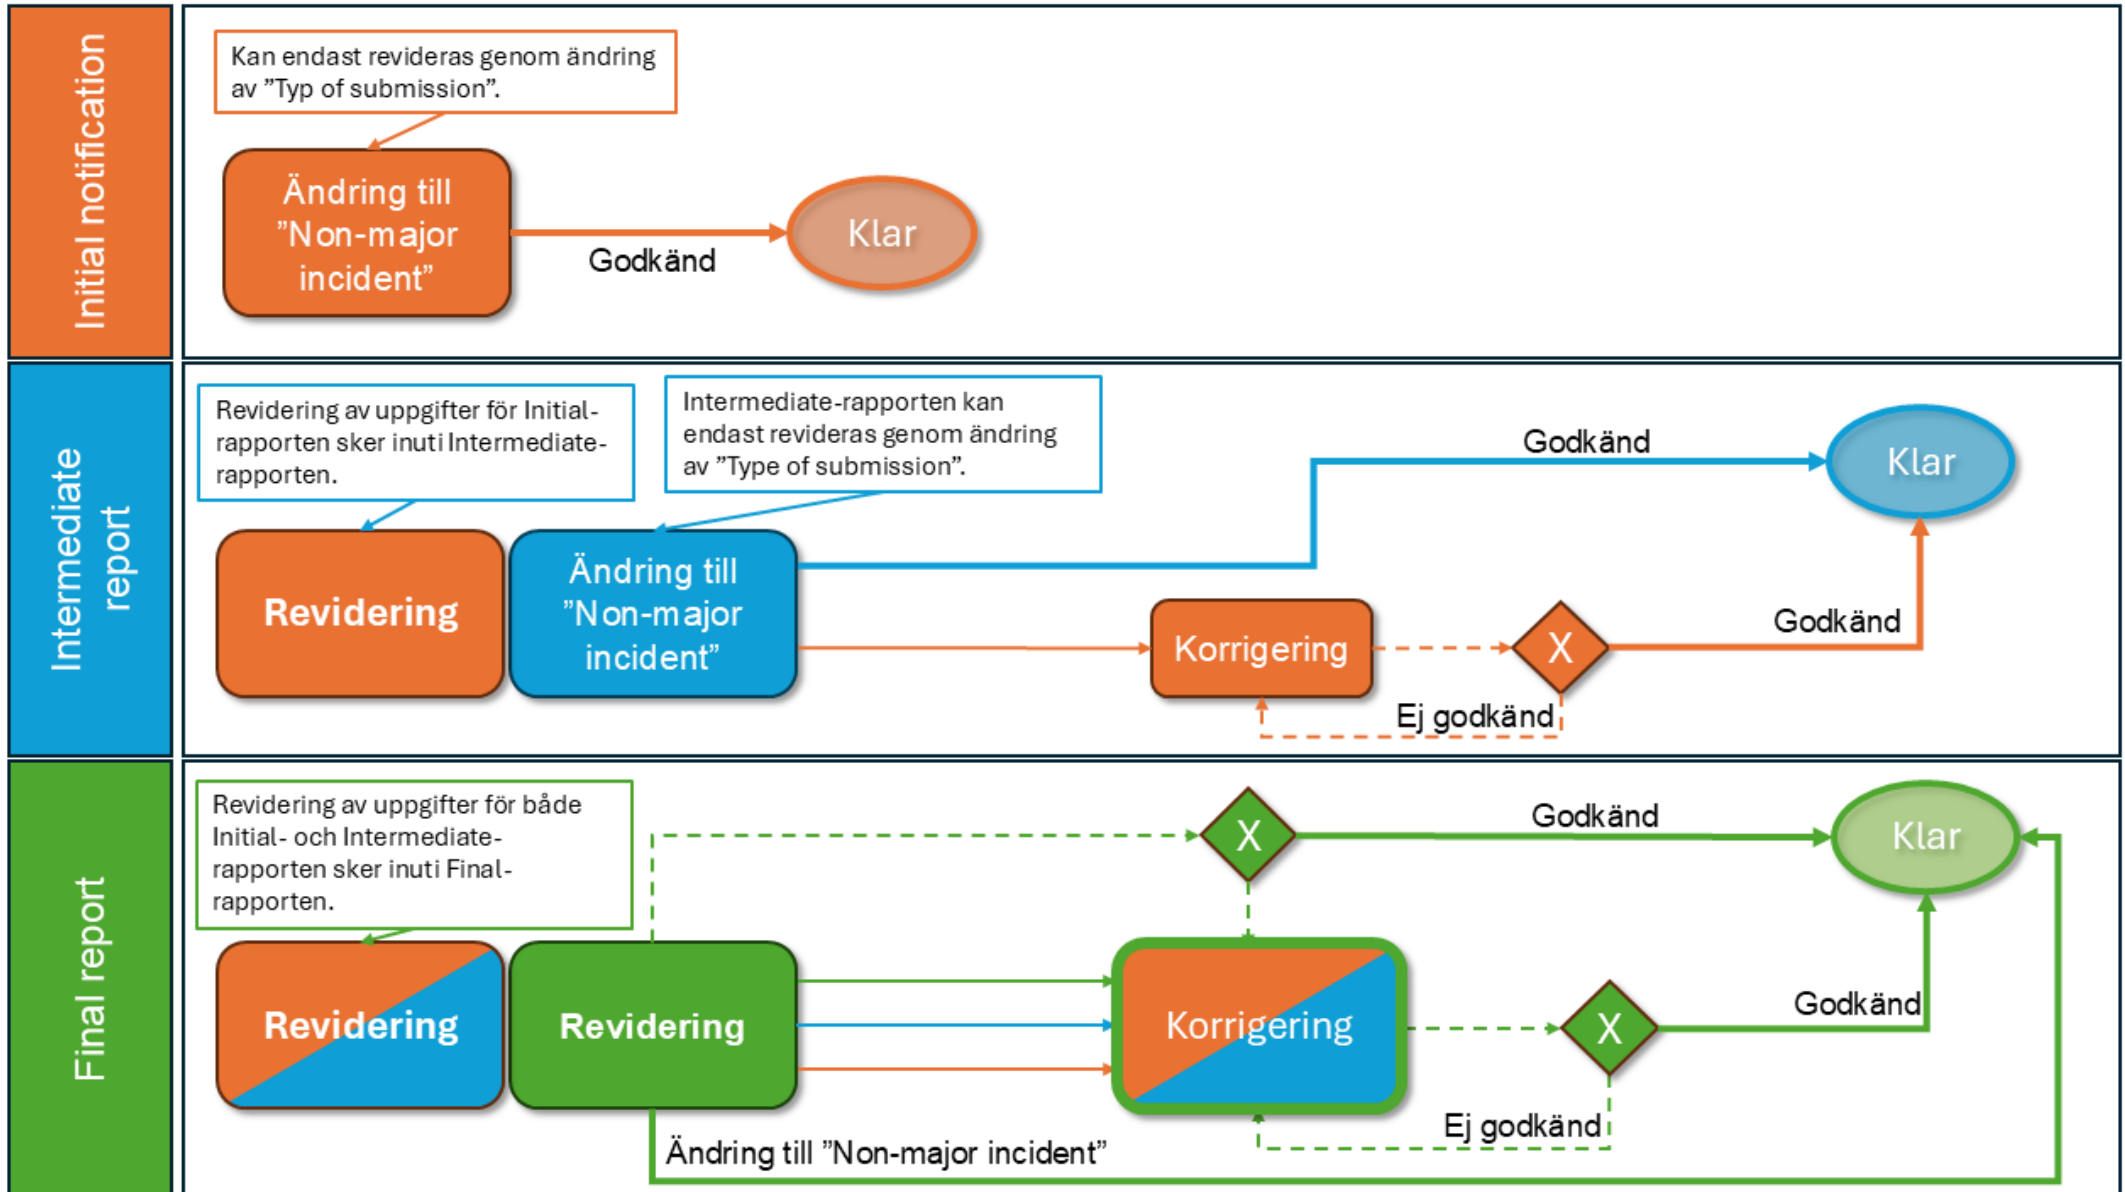 Initial notification
Kan endast revideras genom ändring
av ”Typ of submission”.
Ändring till
”Non-major
incident”
Godkänd
Klar
Intermediate
report
Revidering av uppgifter för Initial-
rapporten sker inuti Intermediate-
rapporten.
Intermediate-rapporten kan
endast revideras genom ändring
av ”Type of submission”.
Revidering
Ändring till
”Non-major
incident”
Godkänd
Klar
Korrigering
X
Godkänd
Ej godkänd
Final report
Revidering av uppgifter för både
Initial- och Intermediate-
rapporten sker inuti Final-
rapporten.
X
Godkänd
Klar
Revidering
Revidering
Korrigering
X
Godkänd
Ej godkänd
Ändring till ”Non-major incident”